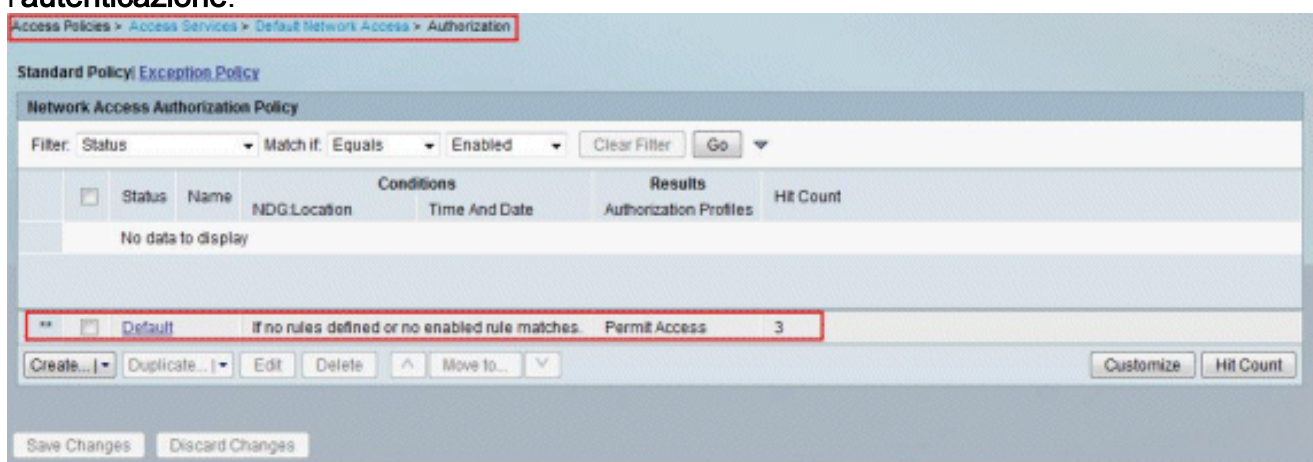 l'autenticazione.
Access Policies > Access Services > Default Network Access > Authorization
Standard Policy| Exception Policy
Network Access Authorization Policy
Filter: Status Match if: Equals Enabled Clear Filter Go
Conditions Results
Status Name NDG:Location Time And Date Authorization Profiles Hit Count
No data to display
** Default If no rules defined or no enabled rule matches. Permit Access 3
Create... | Duplicate... | Edit Delete ^ Move to... v Customize Hit Count
Save Changes Discard Changes